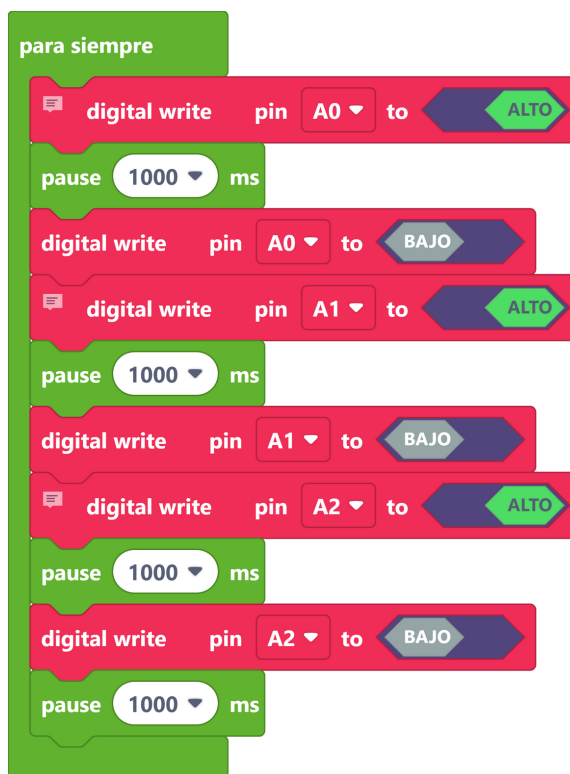 para siempre
digital write pin A0 to ALTO
pause 1000 ms
digital write pin A0 to BAJO
digital write pin A1 to ALTO
pause 1000 ms
digital write pin A1 to BAJO
digital write pin A2 to ALTO
pause 1000 ms
digital write pin A2 to BAJO
pause 1000 ms